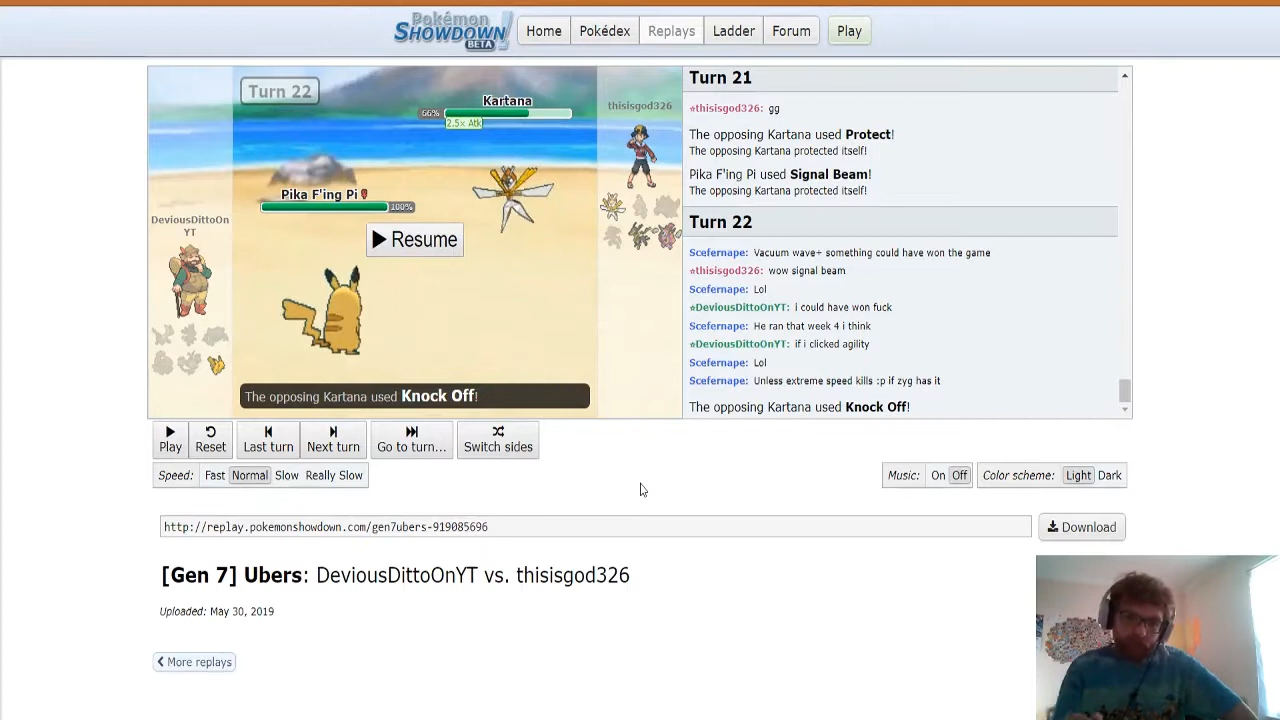 Pokémon
SHOWDOWN!
BETA
Home
Pokédex
Replays
Ladder
Forum
Play
Turn 22
Kartana
66%
2.5× Atk
Pika F'ing Pi
100%
Resume
DeviousDittoOn
YT
thisisgod326
The opposing Kartana used Knock Off!
Turn 21
☆thisisgod326: gg
The opposing Kartana used Protect!
The opposing Kartana protected itself!
Pika F'ing Pi used Signal Beam!
The opposing Kartana protected itself!
Turn 22
Scefernape: Vacuum wave+ something could have won the game
☆thisisgod326: wow signal beam
Scefernape: Lol
☆DeviousDittoOnYT: i could have won fuck
Scefernape: He ran that week 4 i think
☆DeviousDittoOnYT: if i clicked agility
Scefernape: Lol
Scefernape: Unless extreme speed kills :p if zyg has it
The opposing Kartana used Knock Off!
Play
Reset
Last turn
Next turn
Go to turn...
Switch sides
Speed: Fast Normal Slow Really Slow
Music: On Off
Color scheme: Light Dark
http://replay.pokemonshowdown.com/gen7ubers-919085696
Download
[Gen 7] Ubers: DeviousDittoOnYT vs. thisisgod326
Uploaded: May 30, 2019
More replays